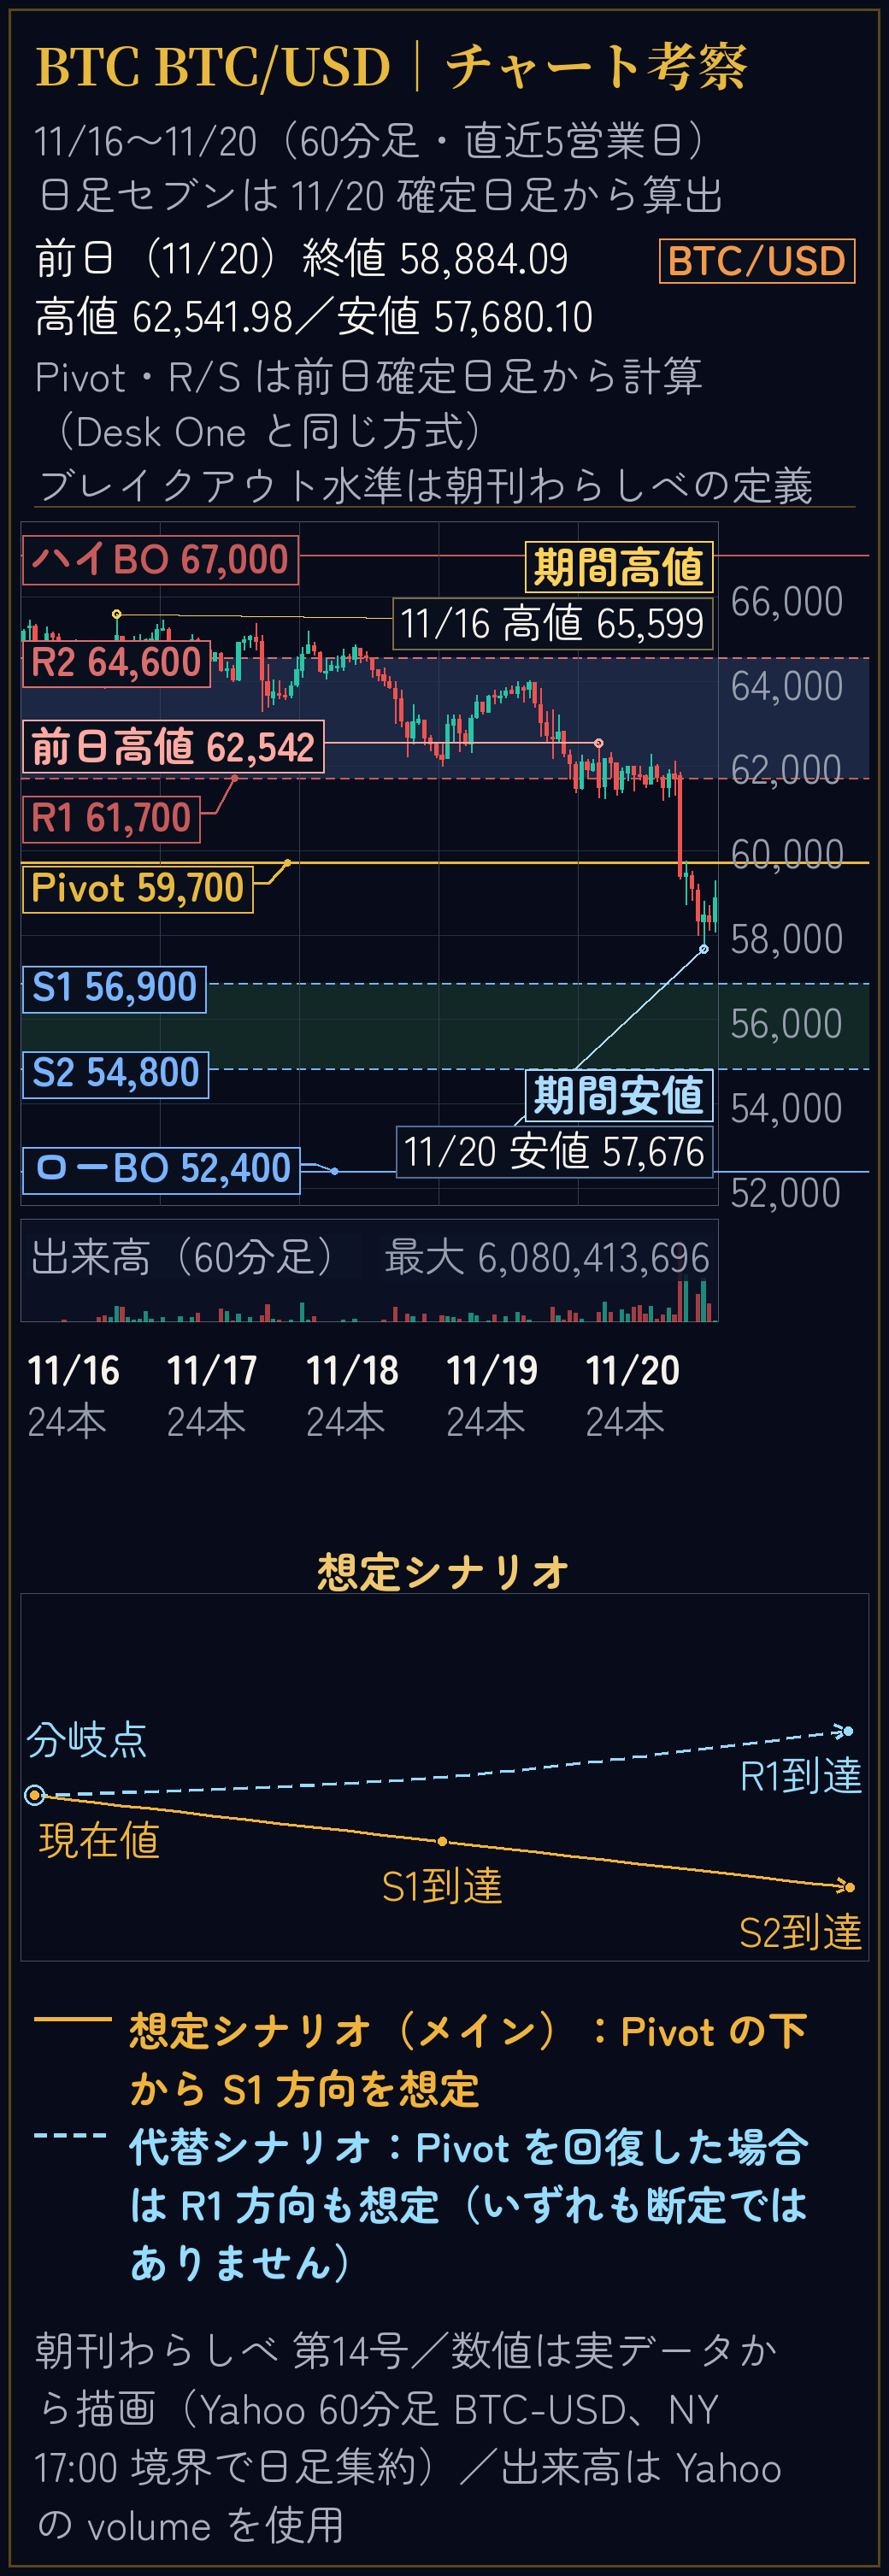 BTC BTC/USD｜チャート考察
11/16〜11/20（60分足・直近5営業日）
日足セブンは 11/20 確定日足から算出
前日（11/20）終値 58,884.09
BTC/USD
高値 62,541.98／安値 57,680.10
Pivot・R/S は前日確定日足から計算
（Desk One と同じ方式）
ブレイクアウト水準は朝刊わらしべの定義
ハイBO 67,000
期間高値
11/16 高値 65,599
66,000
R2 64,600
64,000
前日高値 62,542
62,000
R1 61,700
60,000
Pivot 59,700
58,000
S1 56,900
56,000
S2 54,800
期間安値
54,000
11/20 安値 57,676
ローBO 52,400
52,000
出来高（60分足） 最大 6,080,413,696
11/16 11/17 11/18 11/19 11/20
24本 24本 24本 24本 24本
想定シナリオ
分岐点
R1到達
現在値
S1到達
S2到達
想定シナリオ（メイン）：Pivot の下
から S1 方向を想定
代替シナリオ：Pivot を回復した場合
は R1 方向も想定（いずれも断定では
ありません）
朝刊わらしべ 第14号／数値は実データか
ら描画（Yahoo 60分足 BTC-USD、NY
17:00 境界で日足集約）／出来高は Yahoo
の volume を使用